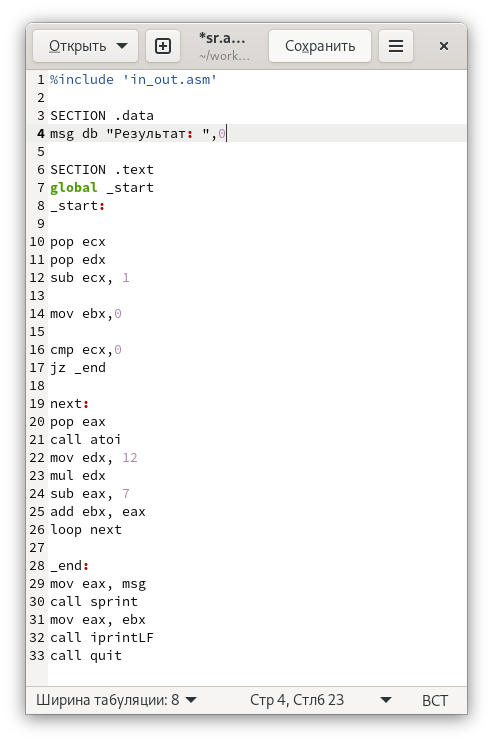 Открыть
*sr.a...
~/work...
Сохранить
1 %include 'in_out.asm'
2
3 SECTION .data
4 msg db "Результат: ",0
5
6 SECTION .text
7 global _start
8 _start:
9
10 pop ecx
11 pop edx
12 sub ecx, 1
13
14 mov ebx,0
15
16 cmp ecx,0
17 jz _end
18
19 next:
20 pop eax
21 call atoi
22 mov edx, 12
23 mul edx
24 sub eax, 7
25 add ebx, eax
26 loop next
27
28 _end:
29 mov eax, msg
30 call sprint
31 mov eax, ebx
32 call iprintLF
33 call quit
Ширина табуляции: 8 Стр 4, Стлб 23 ВСТ